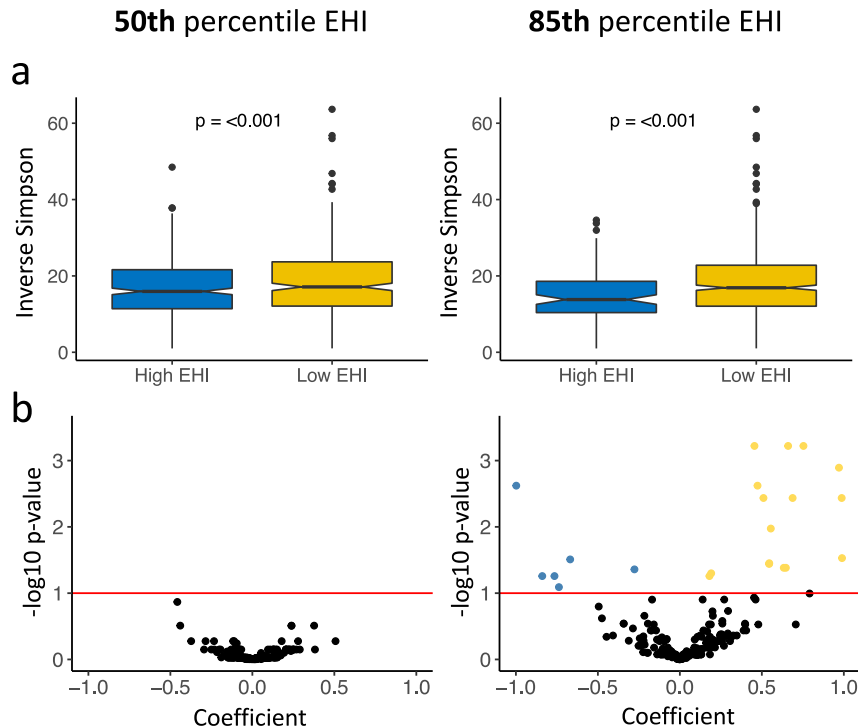 50th percentile EHI
85th percentile EHI
a
Inverse Simpson
60
40
20
0
p = <0.001
High EHI
Low EHI
Inverse Simpson
60
40
20
0
p = <0.001
High EHI
Low EHI
b
-log10 p-value
3
2
1
0
−1.0
−0.5
0.0
0.5
1.0
Coefficient
-log10 p-value
3
2
1
0
−1.0
−0.5
0.0
0.5
1.0
Coefficient